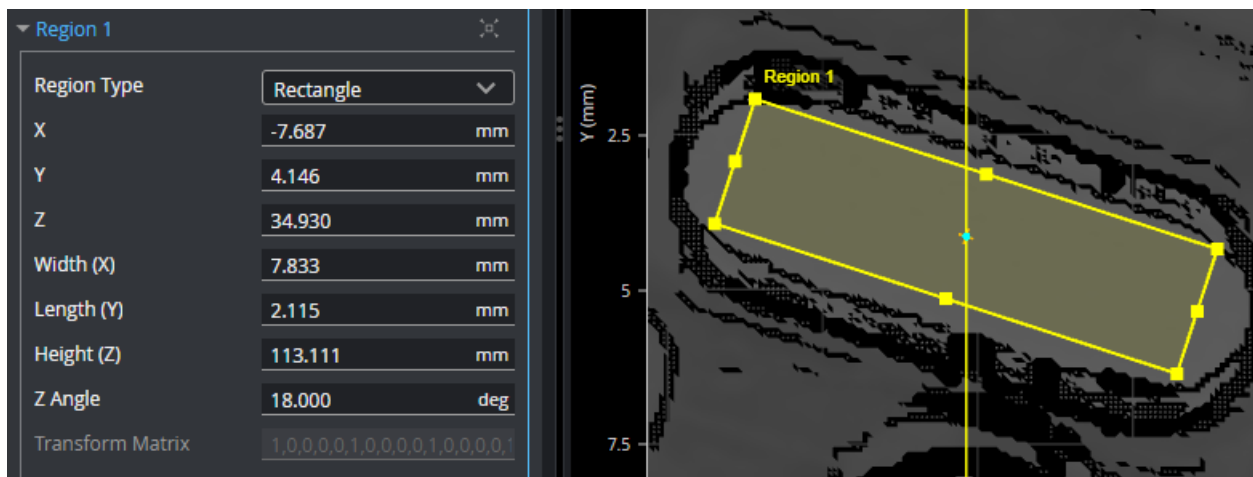 Region 1
Region Type Rectangle
X -7.687 mm
Y 4.146 mm
Z 34.930 mm
Width (X) 7.833 mm
Length (Y) 2.115 mm
Height (Z) 113.111 mm
Z Angle 18.000 deg
Transform Matrix 1,0,0,0,0,1,0,0,0,0,1,0,0,0,0,1
Y (mm)
2.5
5
7.5
Region 1